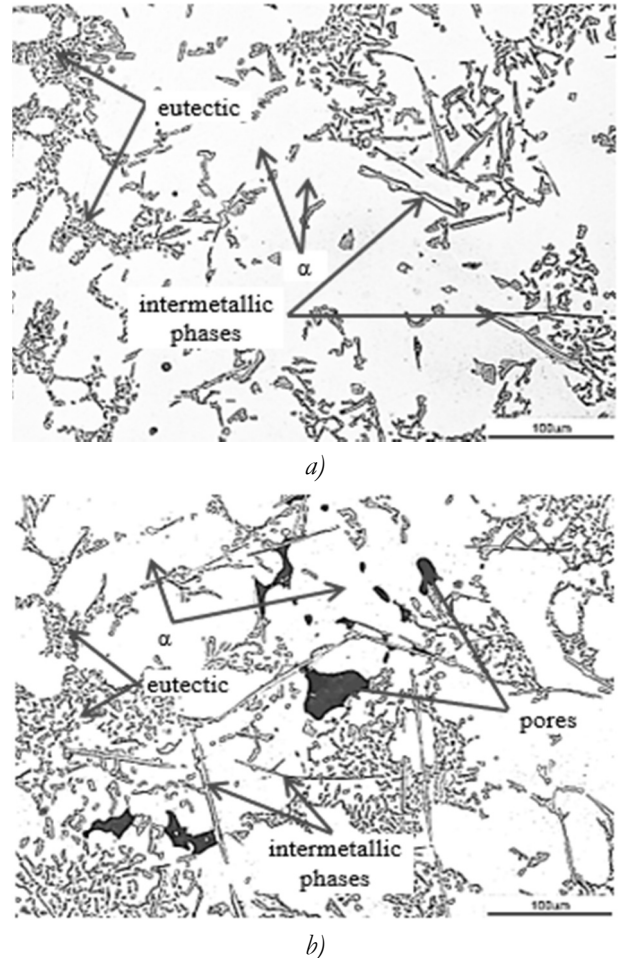 eutectic
α
intermetallic
phases
100μm
a)
α
eutectic
pores
intermetallic
phases
100μm
b)